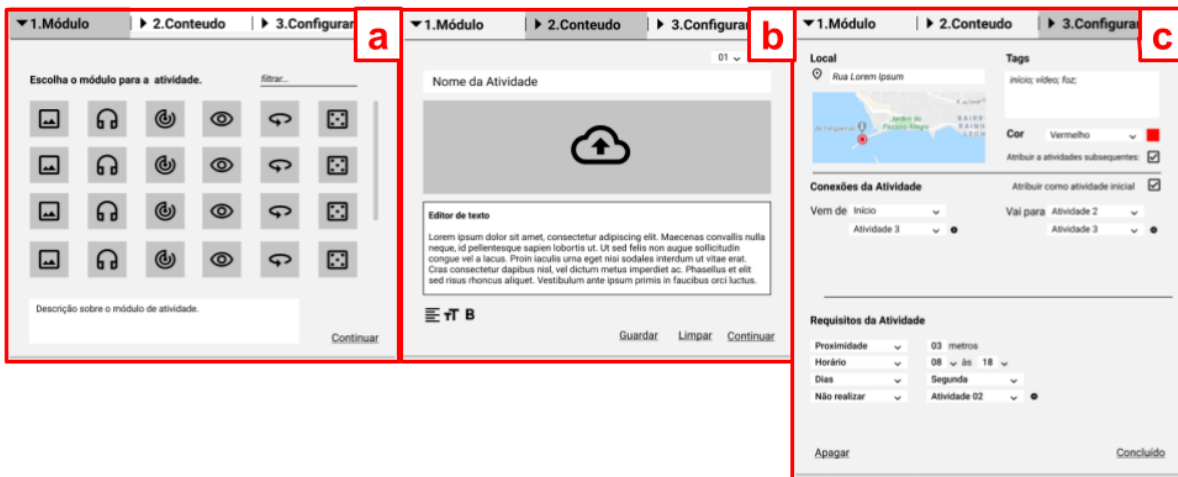 1.Módulo
2.Conteudo
3.Configurar
a
Escolha o módulo para a atividade.
filtrar...
Descrição sobre o módulo de atividade.
Continuar
1.Módulo
2.Conteudo
3.Configurar
b
01
Nome da Atividade
Editor de texto
Lorem ipsum dolor sit amet, consectetur adipiscing elit. Maecenas convallis nulla
neque, id pellentesque sapien lobortis ut. Ut sed felis non augue sollicitudin
congue vel a lacus. Proin iaculis urna eget nisi sodales interdum ut vitae erat.
Cras consectetur dapibus nisl, vel dictum metus imperdiet ac. Phasellus et elit
sed risus rhoncus aliquet. Vestibulum ante ipsum primis in faucibus orci luctus.
B
Guardar Limpar Continuar
1.Módulo
2.Conteudo
3.Configurar
c
Local
Rua Lorem Ipsum
Jardim do
Passeio Alegre
Tags
início; vídeo; foz;
Cor Vermelho
Atribuir a atividades subsequentes:
Conexões da Atividade
Atribuir como atividade inicial
Vem de Início
Atividade 3
Vai para Atividade 2
Atividade 3
Requisitos da Atividade
Proximidade 03 metros
Horário 08 às 18
Dias Segunda
Não realizar Atividade 02
Apagar
Concluído